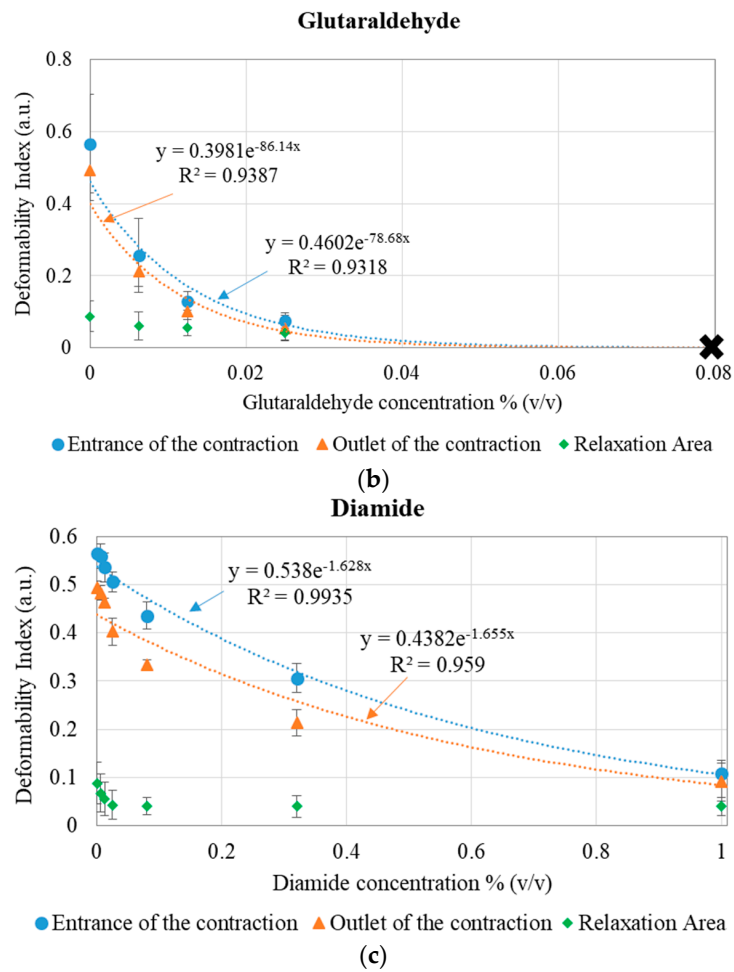 Glutaraldehyde
0.8
0.6
0.4
0.2
0
Deformability Index (a.u.)
y = 0.3981e^-86.14x
R² = 0.9387
y = 0.4602e^-78.68x
R² = 0.9318
0 0.02 0.04 0.06 0.08
Glutaraldehyde concentration % (v/v)
Entrance of the contraction Outlet of the contraction Relaxation Area
(b)
Diamide
0.6
0.5
0.4
0.3
0.2
0.1
0
Deformability Index (a.u.)
y = 0.538e^-1.628x
R² = 0.9935
y = 0.4382e^-1.655x
R² = 0.959
0 0.2 0.4 0.6 0.8 1
Diamide concentration % (v/v)
Entrance of the contraction Outlet of the contraction Relaxation Area
(c)